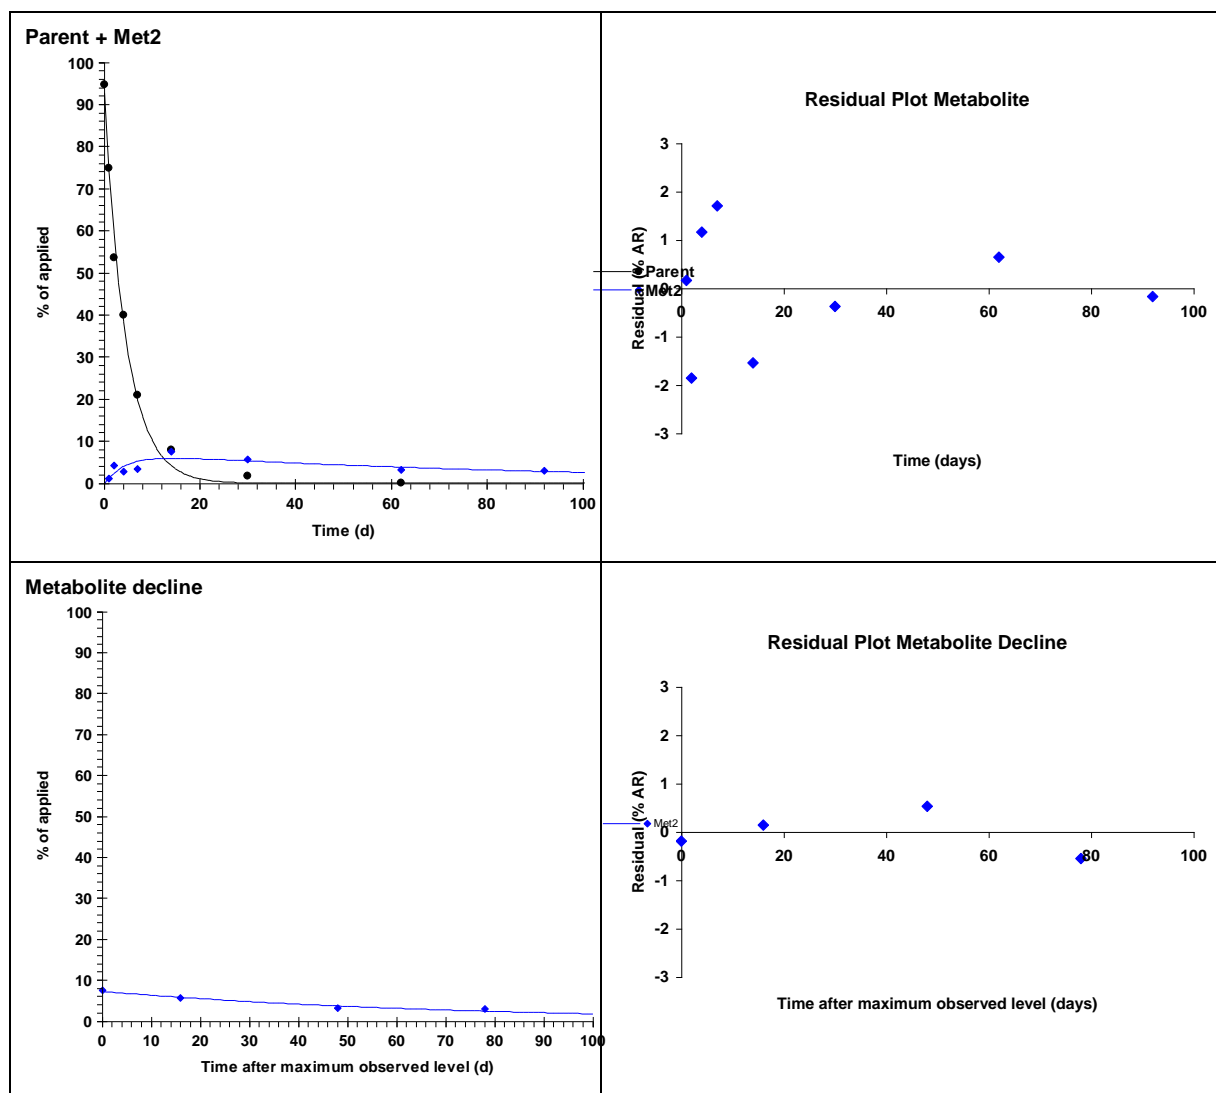 Parent + Met2
100
90
80
70
60
50
40
30
20
10
0
% of applied
0 20 40 60 80 100
Time (d)
Parent
Met2
Residual Plot Metabolite
3
2
1
0
-1
-2
-3
Residual (% AR)
0 20 40 60 80 100
Time (days)
Metabolite decline
100
90
80
70
60
50
40
30
20
10
0
% of applied
0 10 20 30 40 50 60 70 80 90 100
Time after maximum observed level (d)
Met2
Residual Plot Metabolite Decline
3
2
1
0
-1
-2
-3
Residual (% AR)
0 20 40 60 80 100
Time after maximum observed level (days)